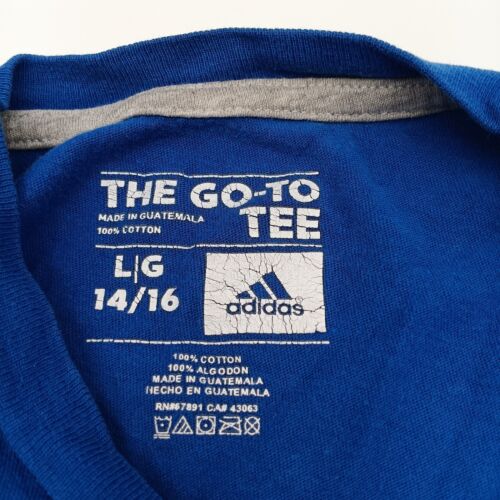 THE GO-TO
TEE
MADE IN GUATEMALA
100% COTTON
L|G
14/16
adidas
100% COTTON
100% ALGODON
MADE IN GUATEMALA
HECHO EN GUATEMALA
RN#67891 CA# 43063